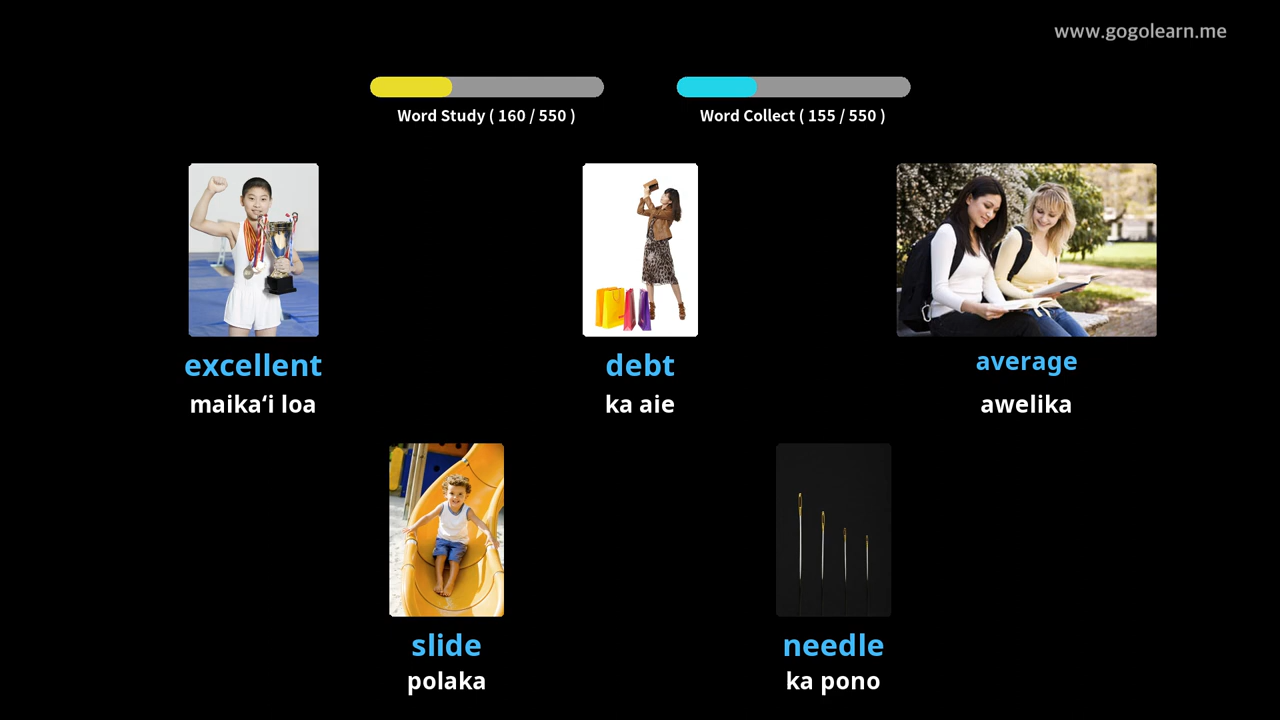 www.gogolearn.me
Word Study ( 160 / 550 )
Word Collect ( 155 / 550 )
excellent
maikaʻi loa
debt
ka aie
average
awelika
slide
polaka
needle
ka pono